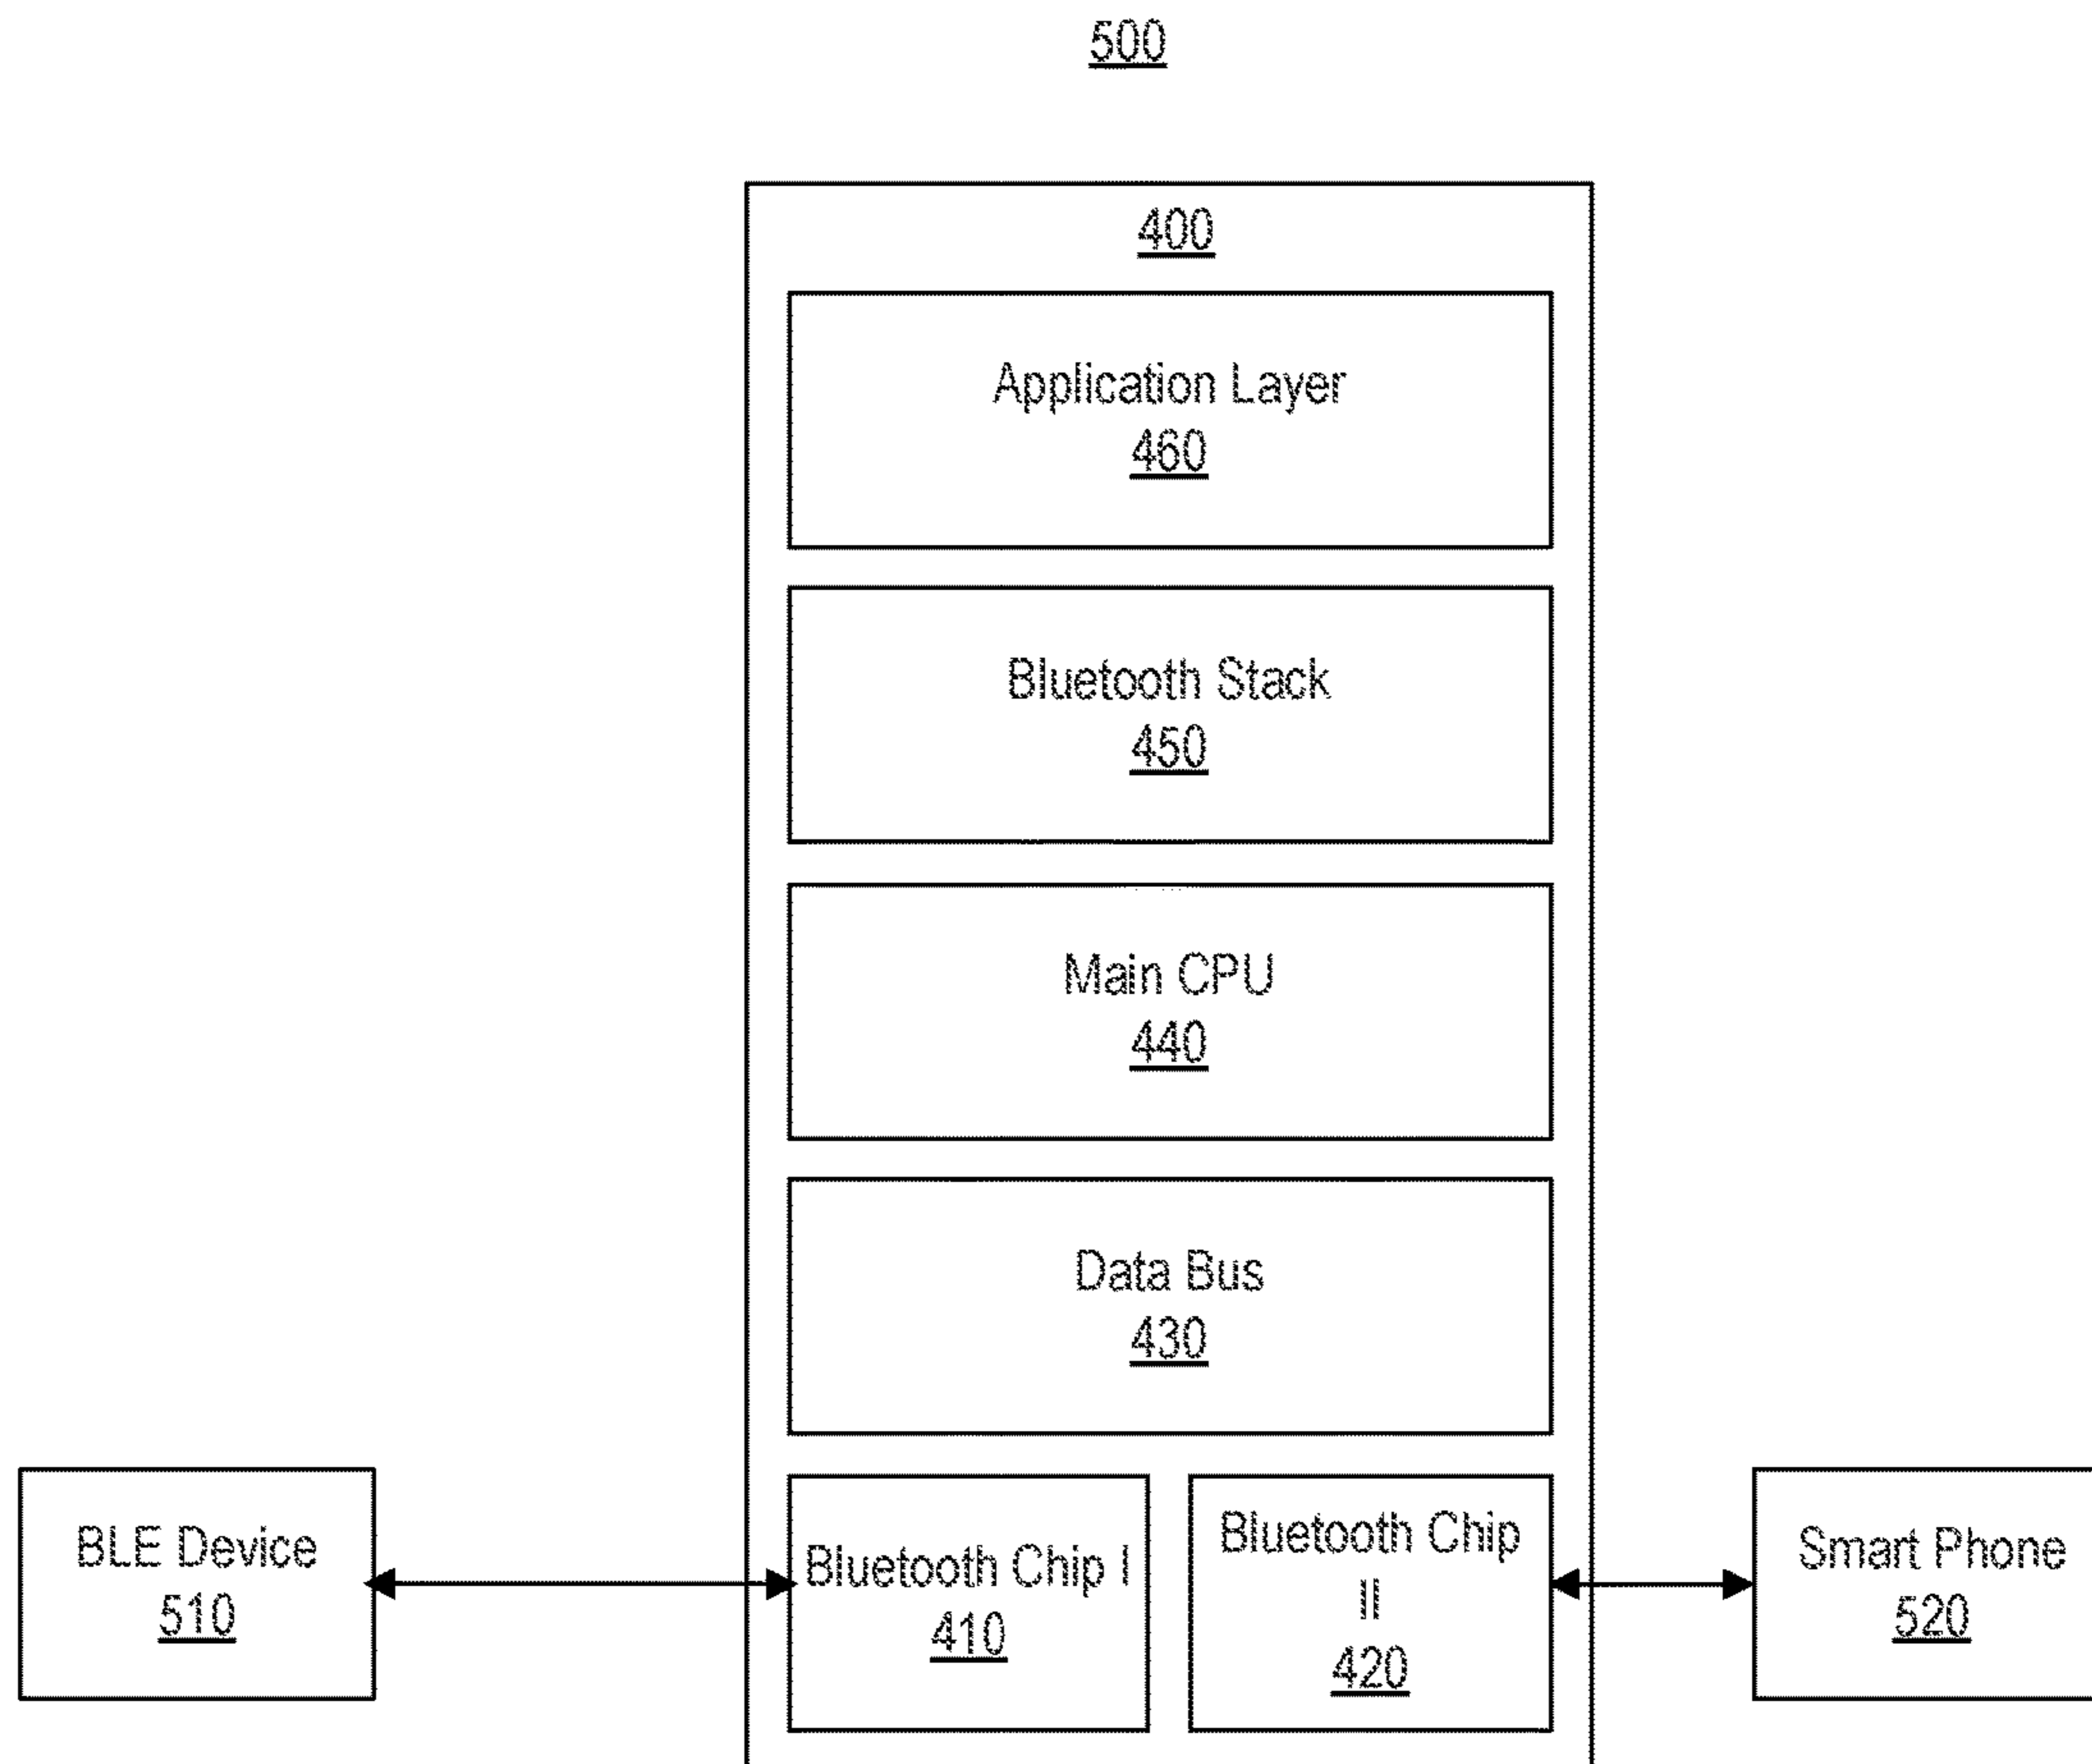 500
400
Application Layer
460
Bluetooth Stack
450
Main CPU
440
Data Bus
430
BLE Device
510
Bluetooth Chip I
410
Bluetooth Chip
II
420
Smart Phone
520